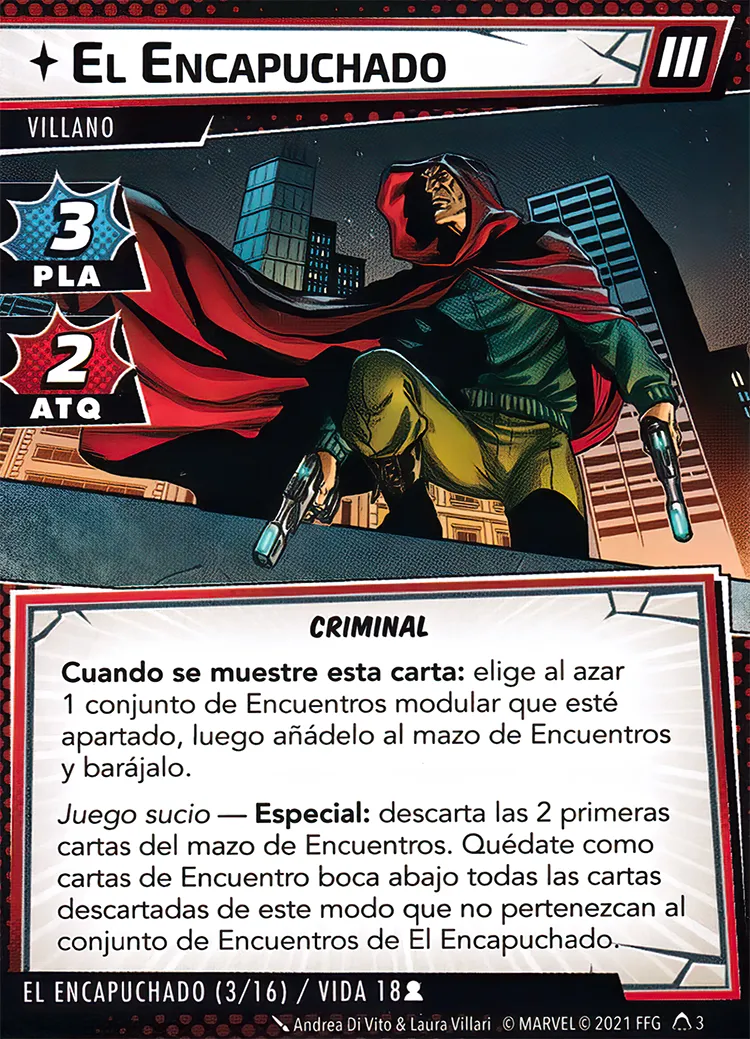 El Encapuchado
III
VILLANO
3
PLA
2
ATQ
CRIMINAL
Cuando se muestre esta carta: elige al azar
1 conjunto de Encuentros modular que esté
apartado, luego añádelo al mazo de Encuentros
y barájalo.
Juego sucio — Especial: descarta las 2 primeras
cartas del mazo de Encuentros. Quédate como
cartas de Encuentro boca abajo todas las cartas
descartadas de este modo que no pertenezcan al
conjunto de Encuentros de El Encapuchado.
EL ENCAPUCHADO (3/16) / VIDA 18
Andrea Di Vito & Laura Villari © MARVEL © 2021 FFG 3